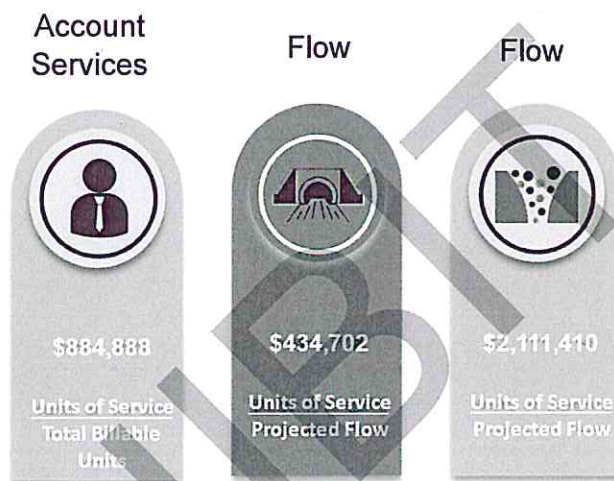 Account
Services
Flow
Flow
$884,888
$434,702
$2,111,410
Units of Service
Total Billable
Units
Units of Service
Projected Flow
Units of Service
Projected Flow